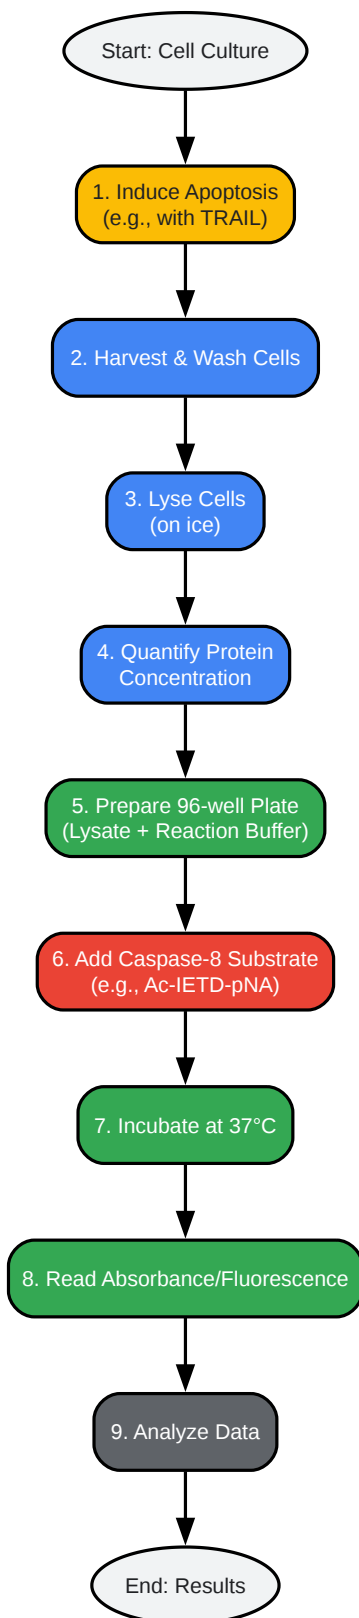 Start: Cell Culture
1. Induce Apoptosis
(e.g., with TRAIL)
2. Harvest & Wash Cells
3. Lyse Cells
(on ice)
4. Quantify Protein
Concentration
5. Prepare 96-well Plate
(Lysate + Reaction Buffer)
6. Add Caspase-8 Substrate
(e.g., Ac-IETD-pNA)
7. Incubate at 37°C
8. Read Absorbance/Fluorescence
9. Analyze Data
End: Results